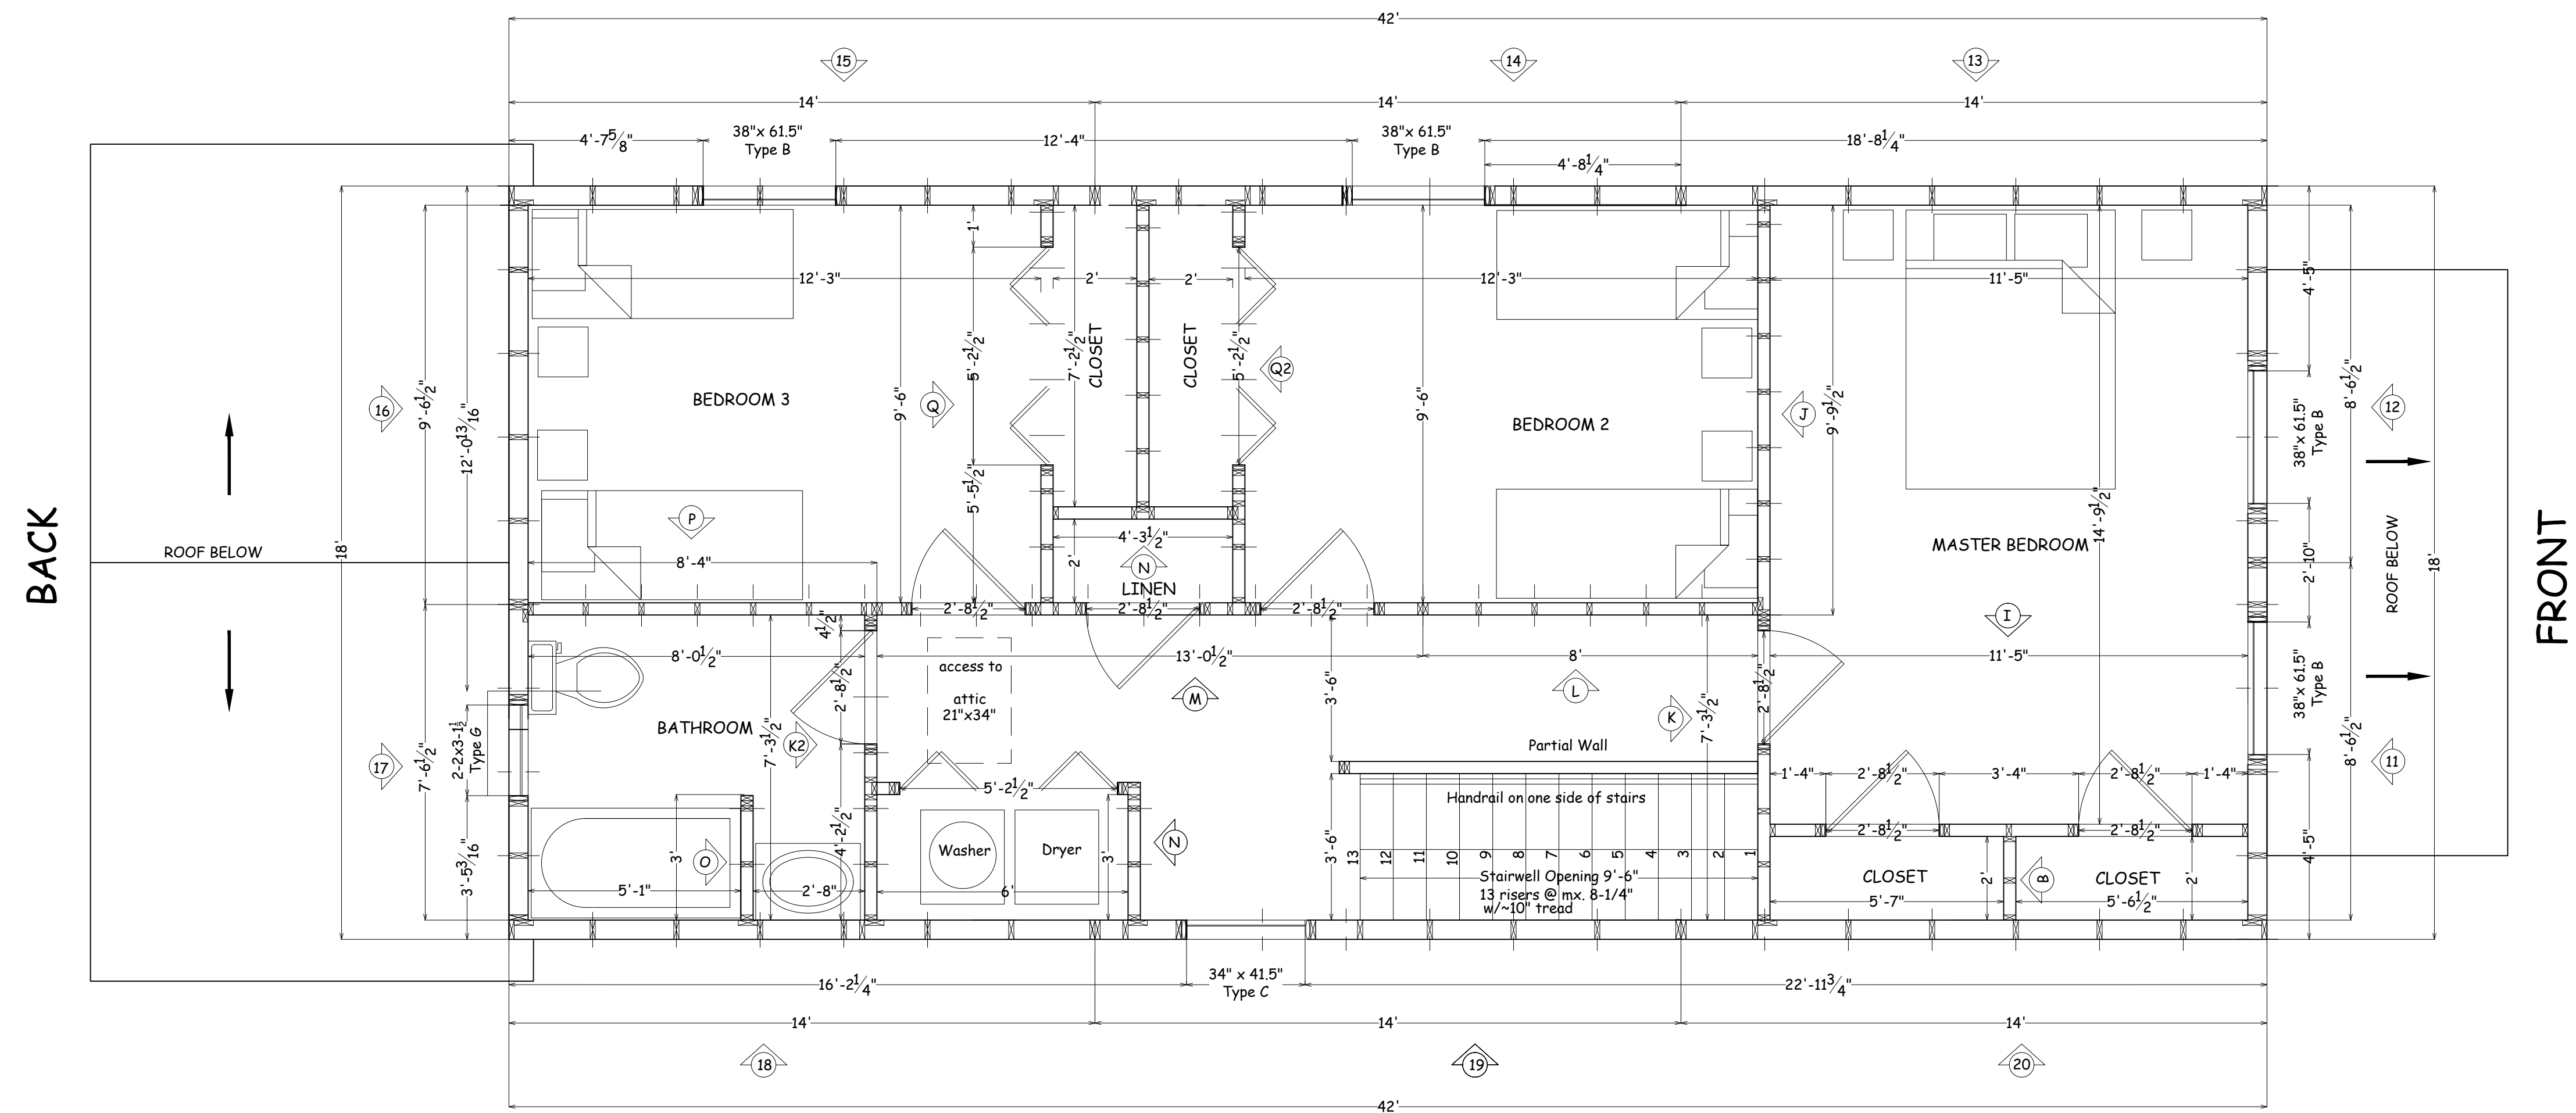 42'
15
14
13
14'
14'
14'
4'-7 5/8"
38"x 61.5"
Type B
12'-4"
38"x 61.5"
Type B
18'-8 1/4"
4'-8 1/4"
1'
12'-3"
2'
2'
12'-3"
11'-5"
4'-5"
5'-2 1/2"
7'-2 1/2"
CLOSET
CLOSET
5'-2 1/2"
Q2
16
9'-6 1/2"
12'-0 13/16"
BEDROOM 3
9'-6"
Q
9'-6"
BEDROOM 2
J
9'-9 1/2"
38"x 61.5"
Type B
8'-6 1/2"
12
5'-5 1/2"
P
8'-4"
4'-3 1/2"
2'
N
LINEN
14'-9 1/2"
MASTER BEDROOM
2'-10"
ROOF BELOW
18'
FRONT
BACK
ROOF BELOW
18'
2'-8 1/2"
2'-8 1/2"
2'-8 1/2"
I
4 1/2"
8'-0 1/2"
2'-8 1/2"
access to
attic
21"x34"
13'-0 1/2"
8'
11'-5"
M
L
K
3'-6"
7'-3 1/2"
2'-8 1/2"
38"x 61.5"
Type B
BATHROOM
K2
7'-3 1/2"
Partial Wall
17
7'-6 1/2"
2-2x3-1 1/2"
Type G
8'-6 1/2"
11
5'-2 1/2"
1'-4"
2'-8 1/2"
3'-4"
2'-8 1/2"
1'-4"
Handrail on one side of stairs
3'-5 3/16"
3'
O
4'-2 1/2"
Washer
Dryer
3'
N
3'-6"
13
12
11
10
9
8
7
6
5
4
3
2
1
2'-8 1/2"
2'-8 1/2"
4'-5"
5'-1"
2'-8"
6'
Stairwell Opening 9'-6"
13 risers @ mx. 8-1/4"
w/~10" tread
CLOSET
2'
B
CLOSET
2'
5'-7"
5'-6 1/2"
16'-2 1/4"
34" x 41.5"
Type C
22'-11 3/4"
14'
14'
14'
18
19
20
42'